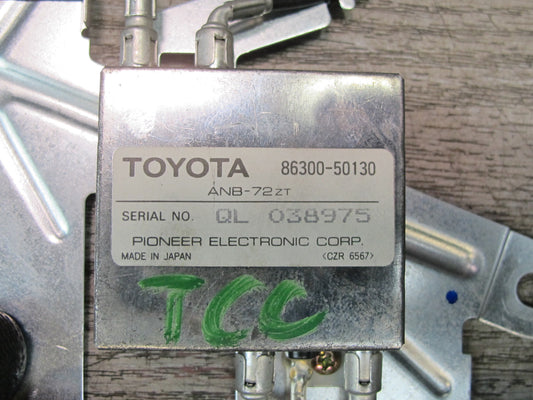 TOYOTA 86300-50130
ANB-72ZT
SERIAL NO. QL 038975
PIONEER ELECTRONIC CORP.
MADE IN JAPAN <CZR 6567>
TCC